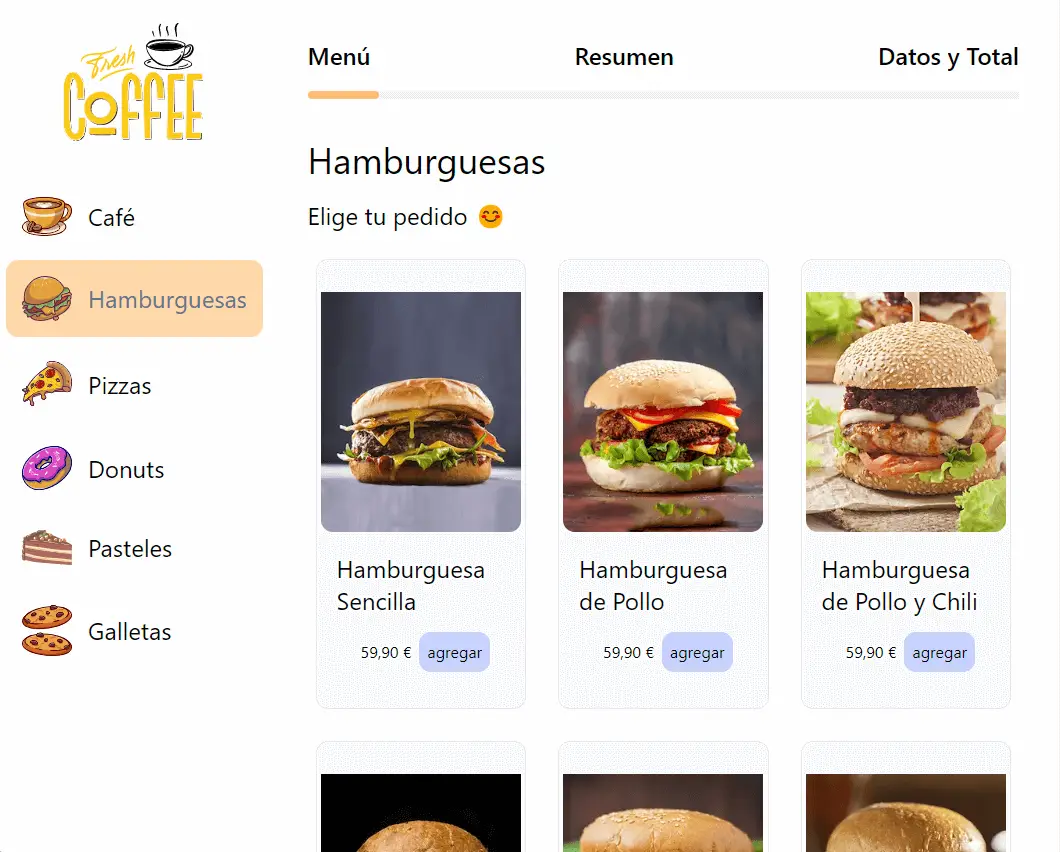 Fresh
COFFEE
Menú
Resumen
Datos y Total
Café
Hamburguesas
Pizzas
Donuts
Pasteles
Galletas
Hamburguesas
Elige tu pedido 😊
Hamburguesa
Sencilla
59,90 € agregar
Hamburguesa
de Pollo
59,90 € agregar
Hamburguesa
de Pollo y Chili
59,90 € agregar